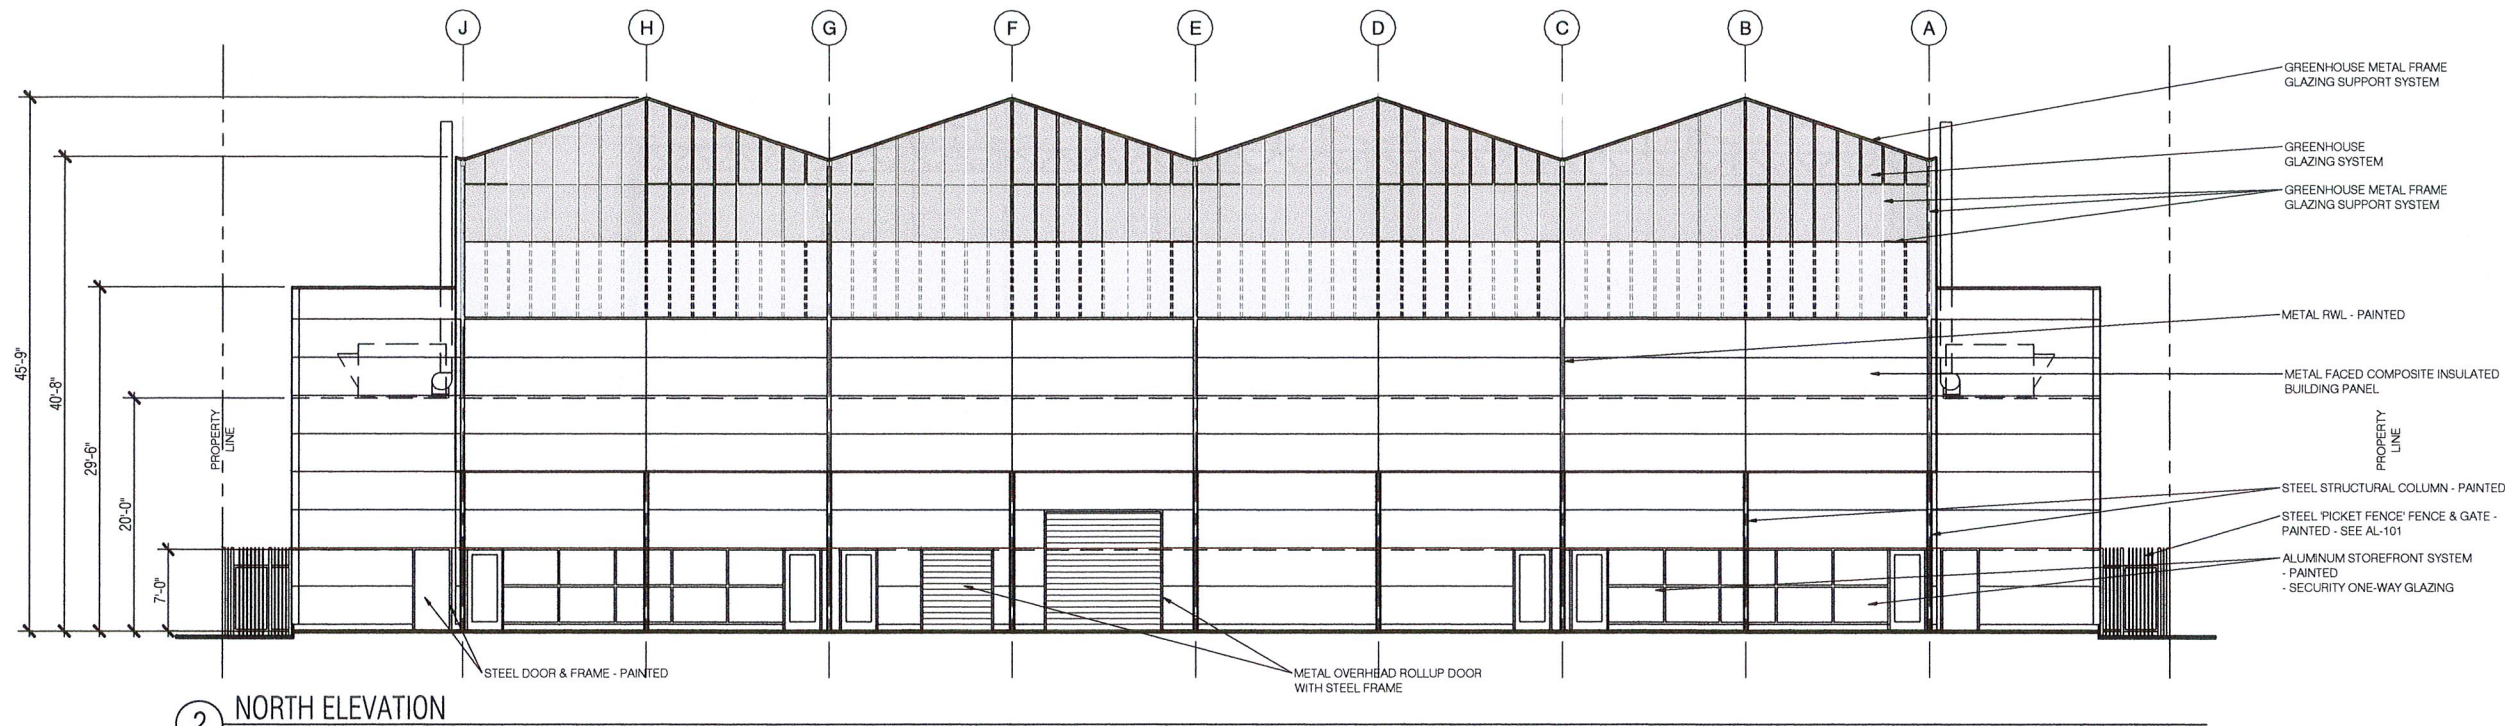 J H G F E D C B A
GREENHOUSE METAL FRAME
GLAZING SUPPORT SYSTEM
GREENHOUSE
GLAZING SYSTEM
GREENHOUSE METAL FRAME
GLAZING SUPPORT SYSTEM
METAL RWL - PAINTED
METAL FACED COMPOSITE INSULATED
BUILDING PANEL
45'-9"
40'-8"
29'-6"
20'-0"
7'-0"
PROPERTY
LINE
PROPERTY
LINE
STEEL STRUCTURAL COLUMN - PAINTED
STEEL 'PICKET FENCE' FENCE & GATE -
PAINTED - SEE AL-101
ALUMINUM STOREFRONT SYSTEM
- PAINTED
- SECURITY ONE-WAY GLAZING
STEEL DOOR & FRAME - PAINTED
METAL OVERHEAD ROLLUP DOOR
WITH STEEL FRAME
2 NORTH ELEVATION